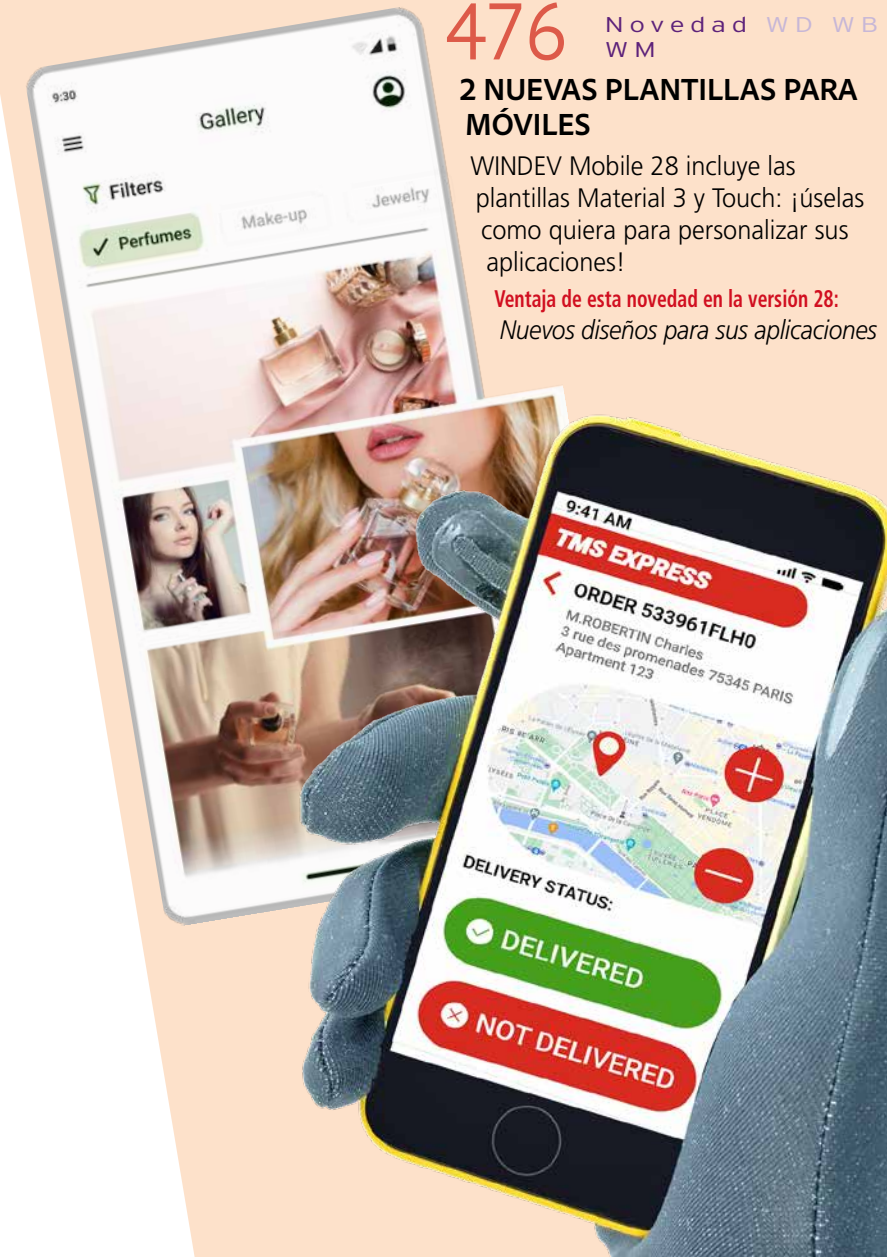 476
Novedad WD WB
WM
2 NUEVAS PLANTILLAS PARA
MÓVILES
WINDEV Mobile 28 incluye las
plantillas Material 3 y Touch: ¡úselas
como quiera para personalizar sus
aplicaciones!
Ventaja de esta novedad en la versión 28:
Nuevos diseños para sus aplicaciones
9:30
Gallery
Filters
Perfumes
Make-up
Jewelry
9:41 AM
TMS EXPRESS
ORDER 533961FLH0
M.ROBERTIN Charles
3 rue des promenades 75345 PARIS
Apartment 123
PLACE
VENDOME
DELIVERY STATUS:
DELIVERED
NOT DELIVERED